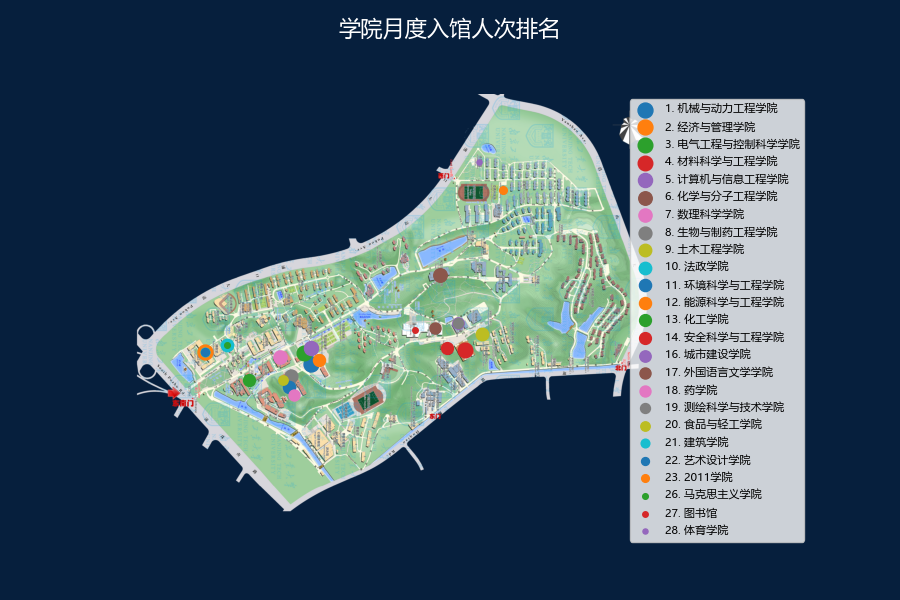 学院月度入馆人次排名
1. 机械与动力工程学院
2. 经济与管理学院
3. 电气工程与控制科学学院
4. 材料科学与工程学院
5. 计算机与信息工程学院
6. 化学与分子工程学院
7. 数理科学学院
8. 生物与制药工程学院
9. 土木工程学院
10. 法政学院
11. 环境科学与工程学院
12. 能源科学与工程学院
13. 化工学院
14. 安全科学与工程学院
16. 城市建设学院
17. 外国语言文学学院
18. 药学院
19. 测绘科学与技术学院
20. 食品与轻工学院
21. 建筑学院
22. 艺术设计学院
23. 2011学院
26. 马克思主义学院
27. 图书馆
28. 体育学院